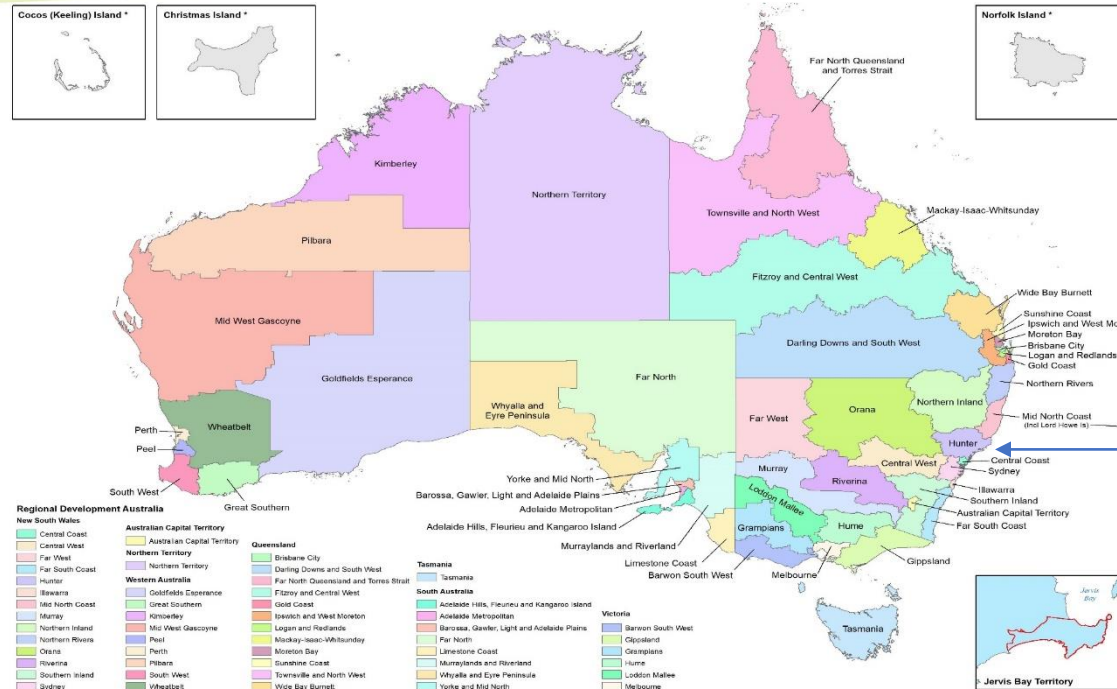 Cocos (Keeling) Island *
Christmas Island *
Norfolk Island *
Far North Queensland
and Torres Strait
Kimberley
Northern Territory
Townsville and North West
Mackay-Isaac-Whitsunday
Pilbara
Fitzroy and Central West
Wide Bay Burnett
Mid West Gascoyne
Sunshine Coast
Ipswich and West Mo
Moreton Bay
Brisbane City
Logan and Redlands
Gold Coast
Darling Downs and South West
Goldfields Esperance
Far North
Northern Rivers
Whyalla and
Eyre Peninsula
Northern Inland
Far West
Orana
Mid North Coast
(Incl Lord Howe Is)
Wheatbelt
Perth
Peel
Hunter
Central Coast
Central West
Sydney
Yorke and Mid North
Murray
Riverina
Barossa, Gawler, Light and Adelaide Plains
Illawarra
South West
Southern Inland
Great Southern
Adelaide Metropolitan
Loddon Mallee
Australian Capital Territory
Adelaide Hills, Fleurieu and Kangaroo Island
Grampians
Hume
Far South Coast
Murraylands and Riverland
Limestone Coast
Gippsland
Barwon South West
Melbourne
Tasmania
Jervis
Bay
Jervis Bay Territory
Regional Development Australia
New South Wales
Central Coast
Central West
Far West
Far South Coast
Hunter
Illawarra
Mid North Coast
Murray
Northern Inland
Northern Rivers
Orana
Riverina
Southern Inland
Sydney
Australian Capital Territory
Australian Capital Territory
Northern Territory
Northern Territory
Western Australia
Goldfields Esperance
Great Southern
Kimberley
Mid West Gascoyne
Peel
Perth
Pilbara
South West
Wheatbelt
Queensland
Brisbane City
Darling Downs and South West
Far North Queensland and Torres Strait
Fitzroy and Central West
Gold Coast
Ipswich and West Moreton
Logan and Redlands
Mackay-Isaac-Whitsunday
Moreton Bay
Sunshine Coast
Townsville and North West
Wide Bay Burnett
Tasmania
Tasmania
South Australia
Adelaide Hills, Fleurieu and Kangaroo Island
Adelaide Metropolitan
Barossa, Gawler, Light and Adelaide Plains
Far North
Limestone Coast
Murraylands and Riverland
Whyalla and Eyre Peninsula
Yorke and Mid North
Victoria
Barwon South West
Gippsland
Grampians
Hume
Loddon Mallee
Melbourne